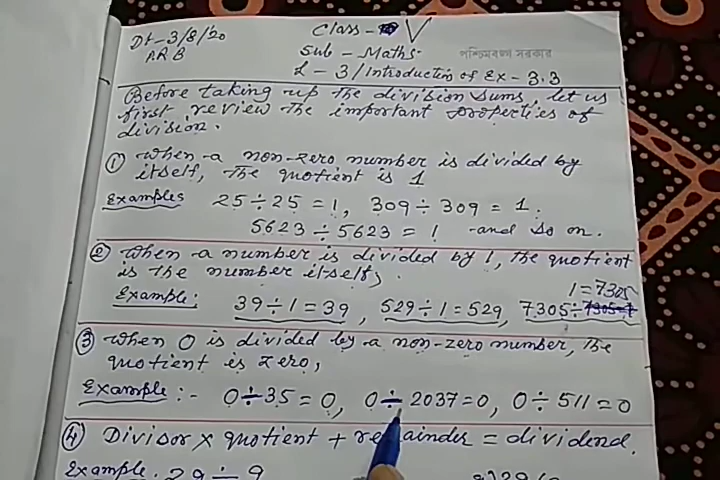 Dt-3/8/20
ARB
Class - V
Sub - Maths.
পশ্চিমবঙ্গ সরকার
L - 3/Introduction of Ex - 3.3
Before taking up the division sums, let us
first review the important properties of
division.
① When a non-zero number is divided by
itself, the quotient is 1
Examples 25÷25=1, 309÷309=1.
5623÷5623=1 and so on.
② When a number is divided by 1, the quotient
is the number itself,
1=7305
Example: 39÷1=39, 529÷1=529, 7305÷
③ When 0 is divided by a non-zero number, the
quotient is zero,
Example:- 0÷35=0, 0÷2037=0, 0÷511=0
④ Divisor x quotient + remainder = dividend.
Example. 29÷9